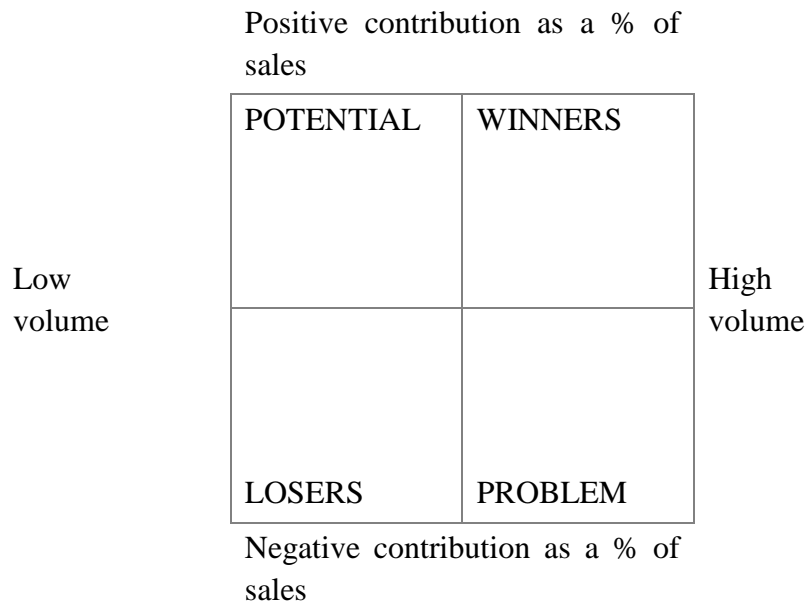 Positive contribution as a % of
sales
POTENTIAL WINNERS
Low
volume
High
volume
LOSERS PROBLEM
Negative contribution as a % of
sales